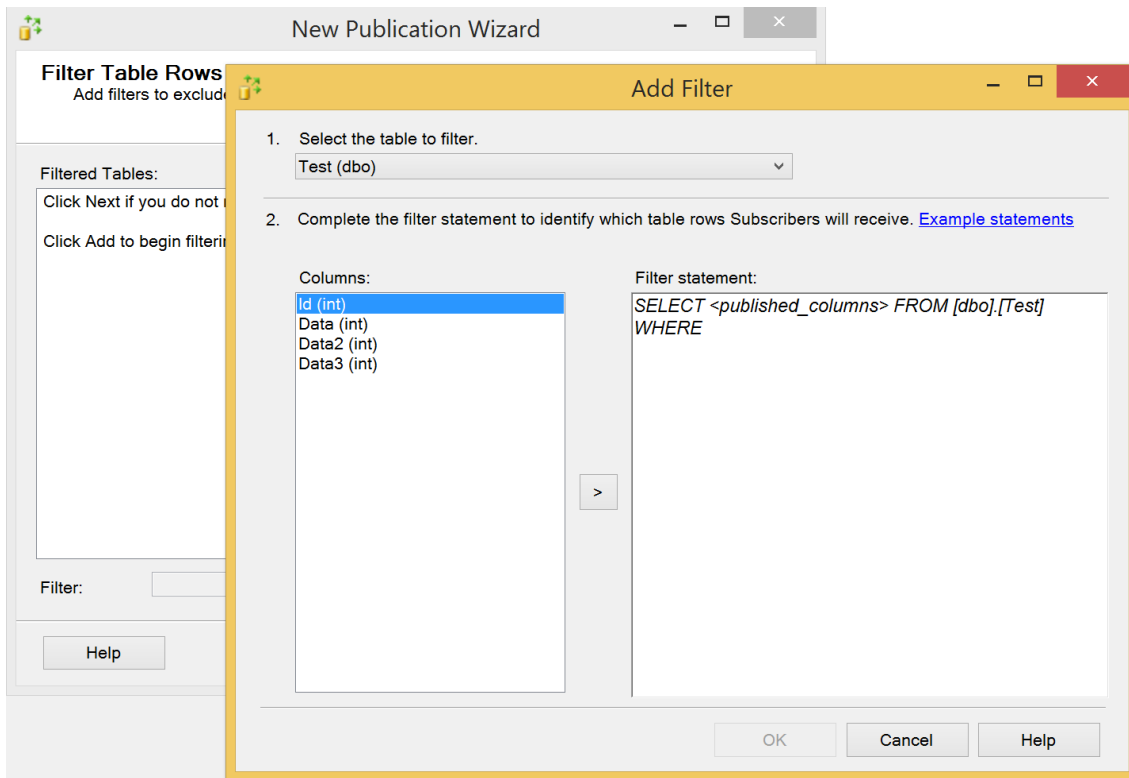 New Publication Wizard
Filter Table Rows
Add filters to exclude
Filtered Tables:
Click Next if you do not
Click Add to begin
Filter:
Help
Add Filter
1. Select the table to filter.
Test (dbo)
2. Complete the filter statement to identify which table rows Subscribers will receive. Example statements
Columns:
Id (int)
Data (int)
Data2 (int)
Data3 (int)
>
Filter statement:
SELECT <published_columns> FROM [dbo].[Test]
WHERE
OK
Cancel
Help